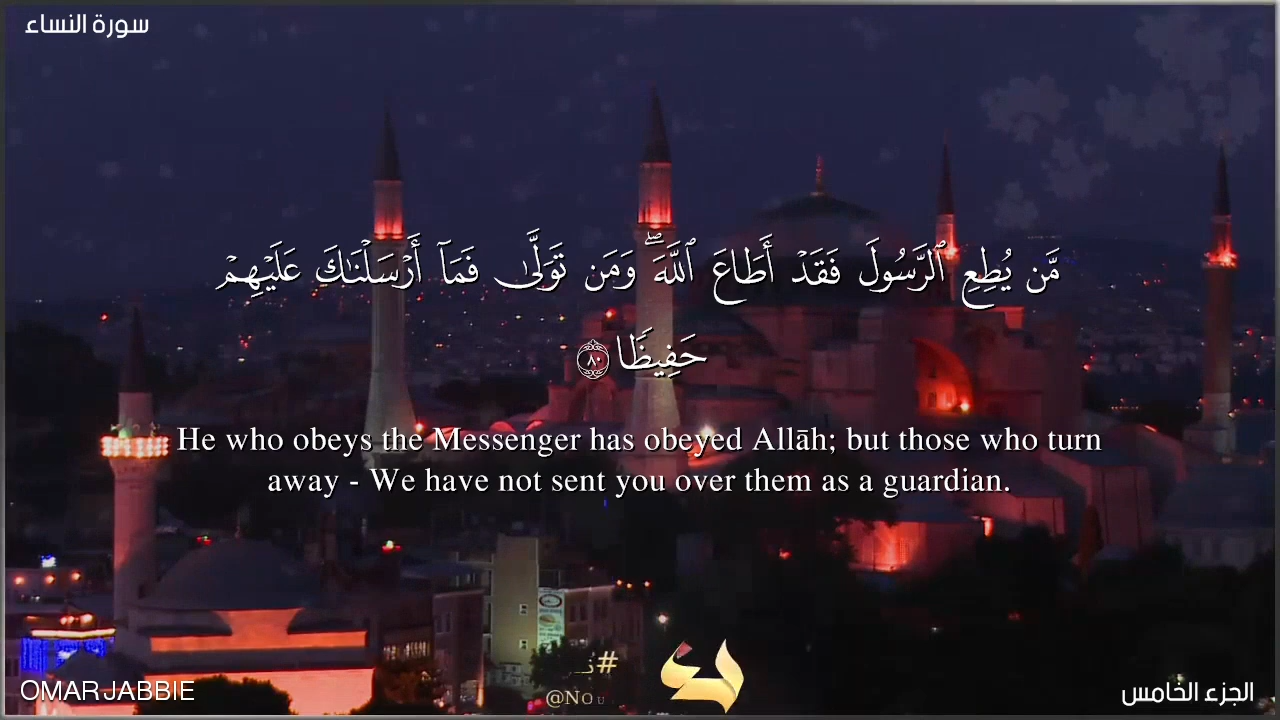 سورة النساء
مَّن يُطِعِ ٱلرَّسُولَ فَقَدْ أَطَاعَ ٱللَّهَ ۖ وَمَن تَوَلَّىٰ فَمَآ أَرْسَلْنَٰكَ عَلَيْهِمْ
حَفِيظًا ٨٠
He who obeys the Messenger has obeyed Allāh; but those who turn
away - We have not sent you over them as a guardian.
@NOU
OMAR JABBIE
الجزء الخامس